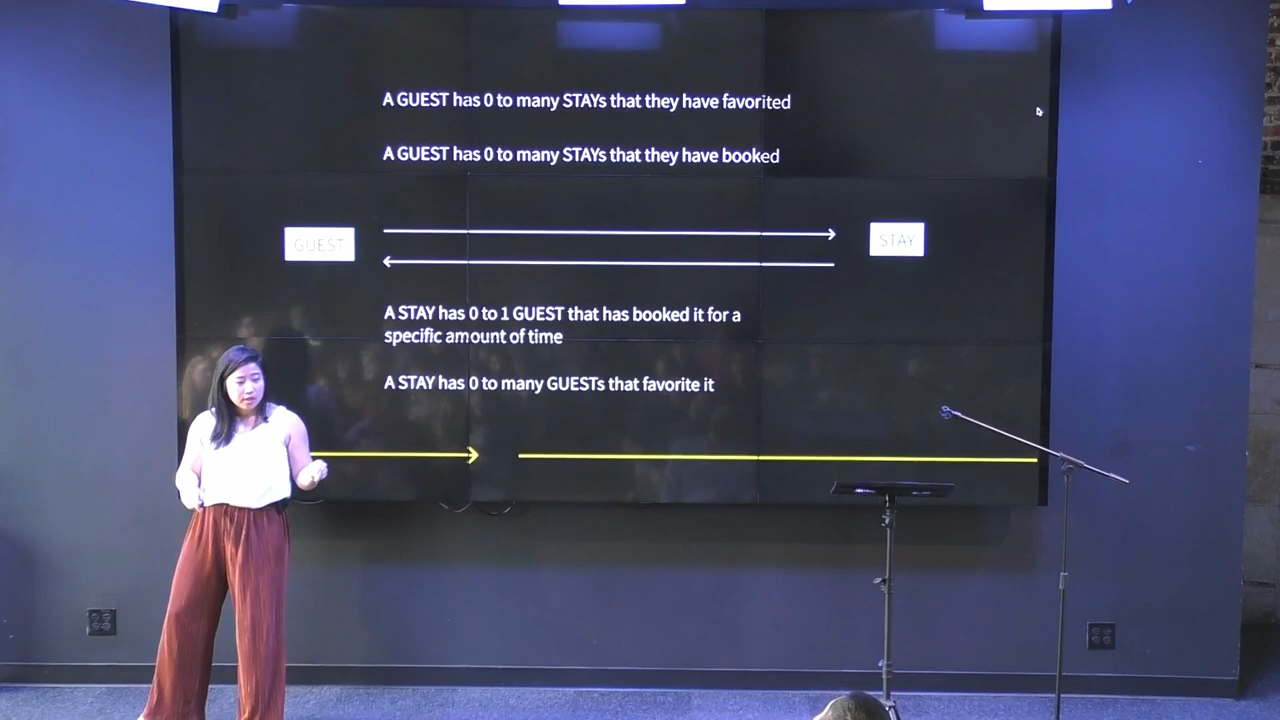 A GUEST has 0 to many STAYs that they have favorited
A GUEST has 0 to many STAYs that they have booked
GUEST
STAY
A STAY has 0 to 1 GUEST that has booked it for a
specific amount of time
A STAY has 0 to many GUESTs that favorite it